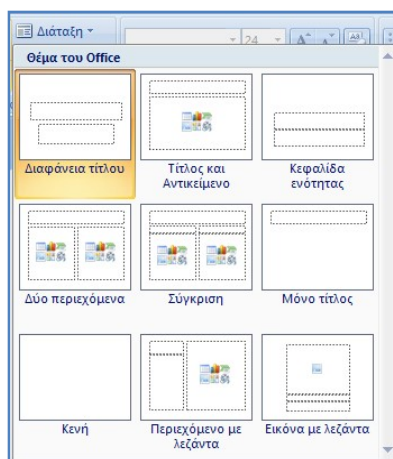 Διάταξη
24
Θέμα του Office
Διαφάνεια τίτλου
Τίτλος και
Αντικείμενο
Κεφαλίδα
ενότητας
Δύο περιεχόμενα
Σύγκριση
Μόνο τίτλος
Κενή
Περιεχόμενο με
λεζάντα
Εικόνα με λεζάντα